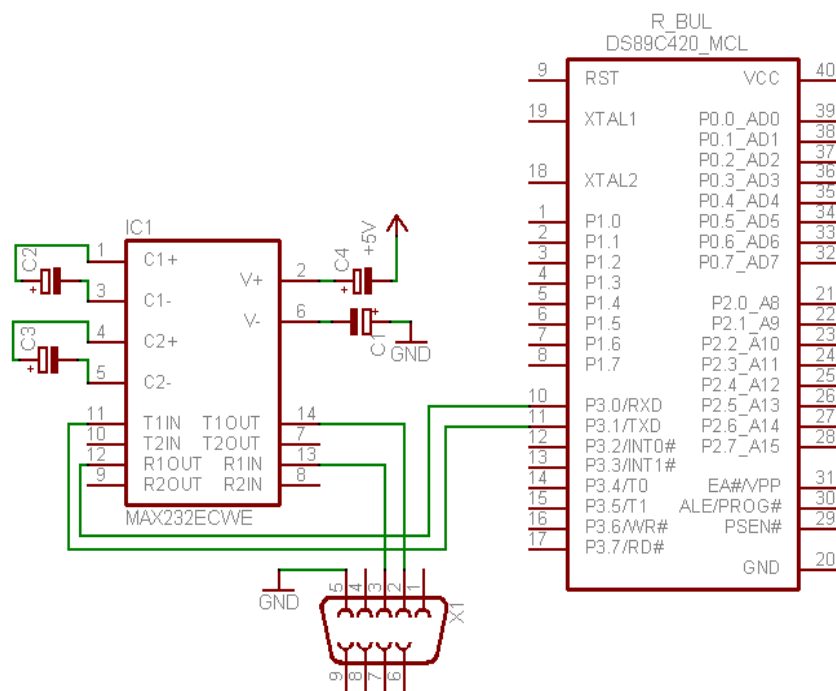 R_BUL
DS89C420_MCL
9 RST VCC 40
19 XTAL1 P0.0_AD0 39
P0.1_AD1 38
P0.2_AD2 37
18 XTAL2 P0.3_AD3 36
P0.4_AD4 35
1 P1.0 P0.5_AD5 34
2 P1.1 P0.6_AD6 33
3 P1.2 P0.7_AD7 32
4 P1.3
5 P1.4 P2.0_A8 21
6 P1.5 P2.1_A9 22
7 P1.6 P2.2_A10 23
8 P1.7 P2.3_A11 24
P2.4_A12 25
10 P3.0/RXD P2.5_A13 26
11 P3.1/TXD P2.6_A14 27
12 P3.2/INT0# P2.7_A15 28
13 P3.3/INT1#
14 P3.4/T0 EA#/VPP 31
15 P3.5/T1 ALE/PROG# 30
16 P3.6/WR# PSEN# 29
17 P3.7/RD#
GND 20
IC1
1 C1+
C2 +
3 C1-
V+ 2
C4 +
+5V
4 C2+
V- 6
C1 +
GND
C3 +
5 C2-
11 T1IN T1OUT 14
10 T2IN T2OUT 7
12 R1OUT R1IN 13
9 R2OUT R2IN 8
MAX232ECWE
GND
5 4 3 2 1
X1
9 8 7 6